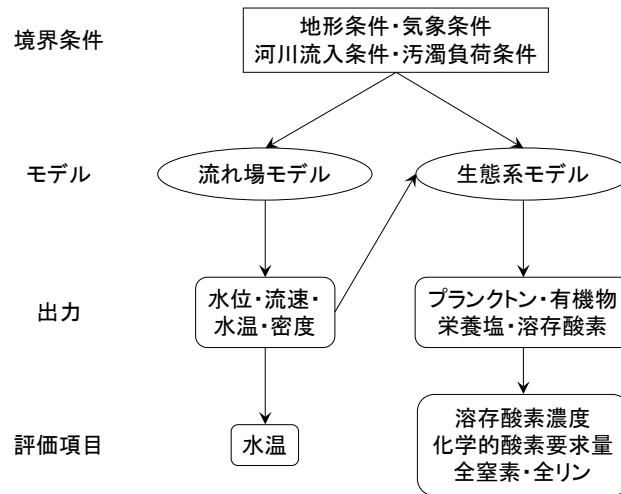 境界条件
地形条件・気象条件
河川流入条件・汚濁負荷条件
モデル
流れ場モデル
生態系モデル
出力
水位・流速・
水温・密度
プランクトン・有機物
栄養塩・溶存酸素
評価項目
水温
溶存酸素濃度
化学的酸素要求量
全窒素・全リン